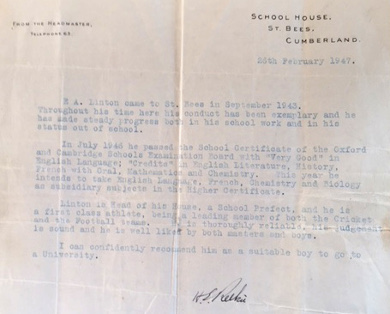 FROM THE HEADMASTER,
TELEPHONE 62.
SCHOOL HOUSE,
ST. BEES,
CUMBERLAND.
25th February 1947.
R A. Linton came to St. Bees in September 1943.
Throughout his time here his conduct has been exemplary and he
has made steady progress both in his school work and in his
status out of school.
In July 1946 he passed the School Certificate of the Oxford
and Cambridge Schools Examination Board with "Very Good" in
English Language; "Credits" in English Literature, History,
French with Oral, Mathematics and Chemistry. This year he
intends to take English Language, French, Chemistry and Biology
as subsidiary subjects in the Higher Certificate.
Linton is Head of his House, a School Prefect, and he is
a first class athlete, being a leading member of both the Cricket
and the Football teams. is thoroughly reliable, his judgment
is sound and he is well liked by both masters and boys.
I can confidently recommend him as a suitable boy to go to
a University.